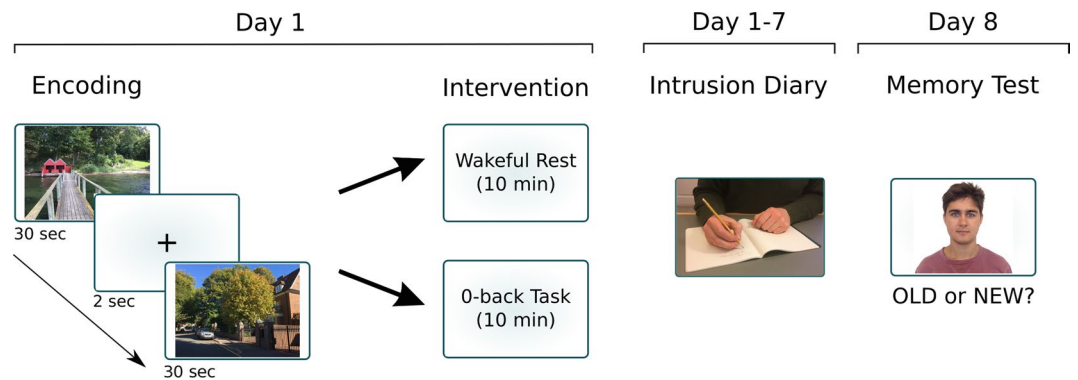 Day 1
Day 1-7
Day 8
Encoding
Intervention
Intrusion Diary
Memory Test
30 sec
+
2 sec
30 sec
Wakeful Rest
(10 min)
0-back Task
(10 min)
OLD or NEW?